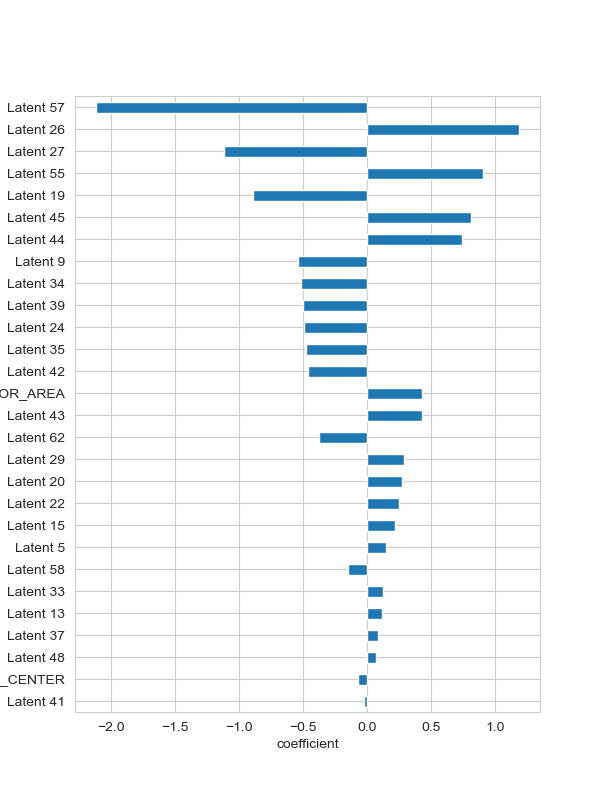 Latent 57
Latent 26
Latent 27
Latent 55
Latent 19
Latent 45
Latent 44
Latent 9
Latent 34
Latent 39
Latent 24
Latent 35
Latent 42
OR_AREA
Latent 43
Latent 62
Latent 29
Latent 20
Latent 22
Latent 15
Latent 5
Latent 58
Latent 33
Latent 13
Latent 37
Latent 48
_CENTER
Latent 41
−2.0 −1.5 −1.0 −0.5 0.0 0.5 1.0
coefficient